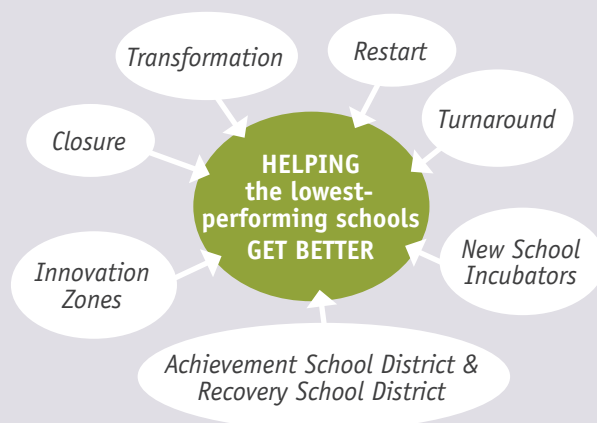 Transformation
Restart
Closure
Turnaround
HELPING
the lowest-
performing schools
GET BETTER
Innovation
Zones
New School
Incubators
Achievement School District &
Recovery School District